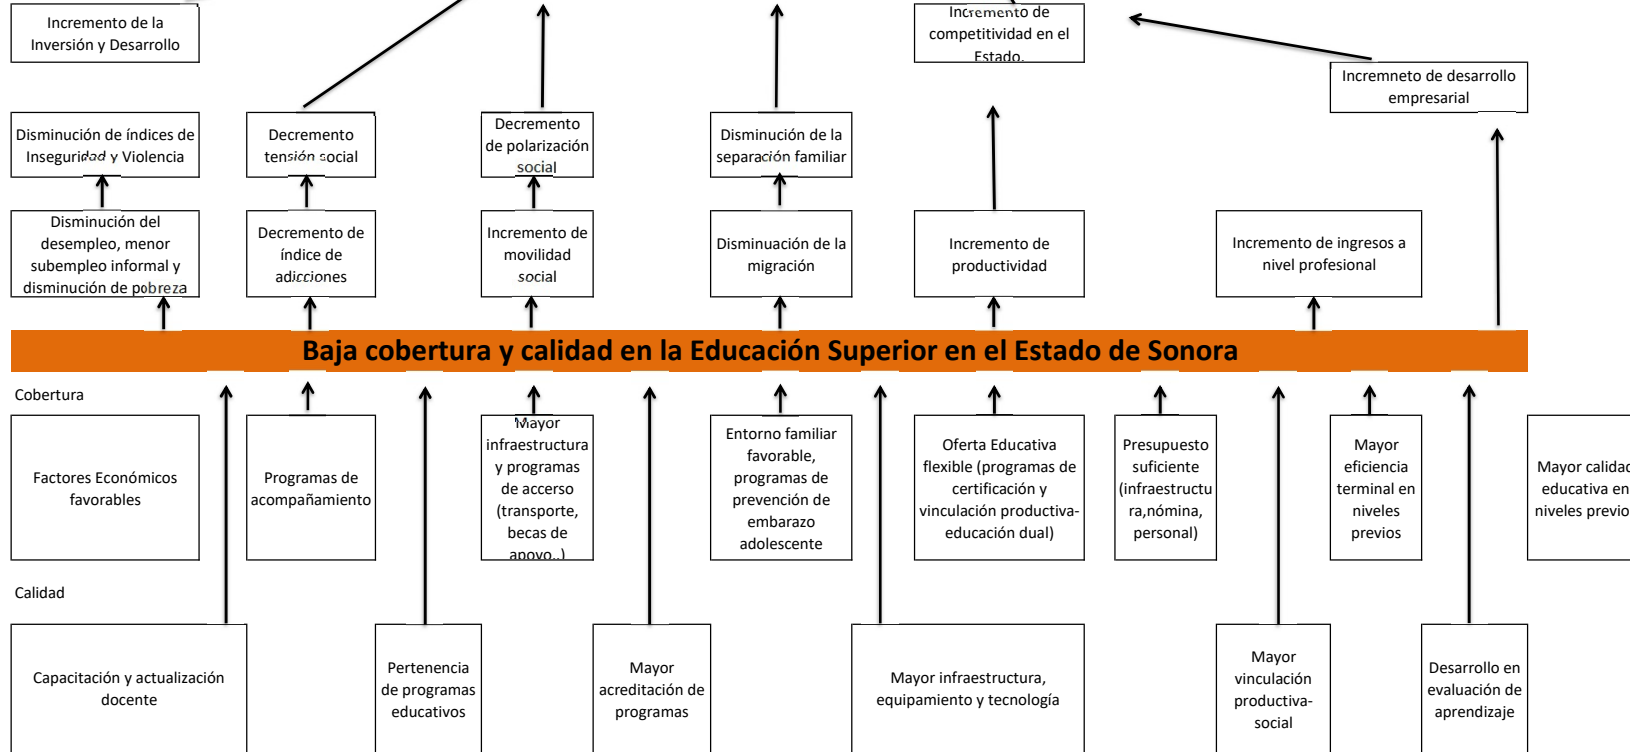 Incremento de la
Inversión y Desarrollo
Incremento de
competitividad en el
Estado.
Incremneto de desarrollo
empresarial
Disminución de índices de
Inseguridad y Violencia
Decremento
tensión social
Decremento
de polarización
social
Disminución de la
separación familiar
Disminución del
desempleo, menor
subempleo informal y
disminución de pobreza
Decremento de
índice de
adicciones
Incremento de
movilidad
social
Disminuación de la
migración
Incremento de
productividad
Incremento de ingresos a
nivel profesional
Baja cobertura y calidad en la Educación Superior en el Estado de Sonora
Cobertura
Factores Económicos
favorables
Programas de
acompañamiento
Mayor
infraestructura
y programas
de accerso
(transporte,
becas de
apoyo..)
Entorno familiar
favorable,
programas de
prevención de
embarazo
adolescente
Oferta Educativa
flexible (programas de
certificación y
vinculación productiva-
educación dual)
Presupuesto
suficiente
(infraestructu
ra,nómina,
personal)
Mayor
eficiencia
terminal en
niveles
previos
Mayor calidad
educativa en
niveles previo
Calidad
Capacitación y actualización
docente
Pertenencia
de programas
educativos
Mayor
acreditación de
programas
Mayor infraestructura,
equipamiento y tecnología
Mayor
vinculación
productiva-
social
Desarrollo en
evaluación de
aprendizaje